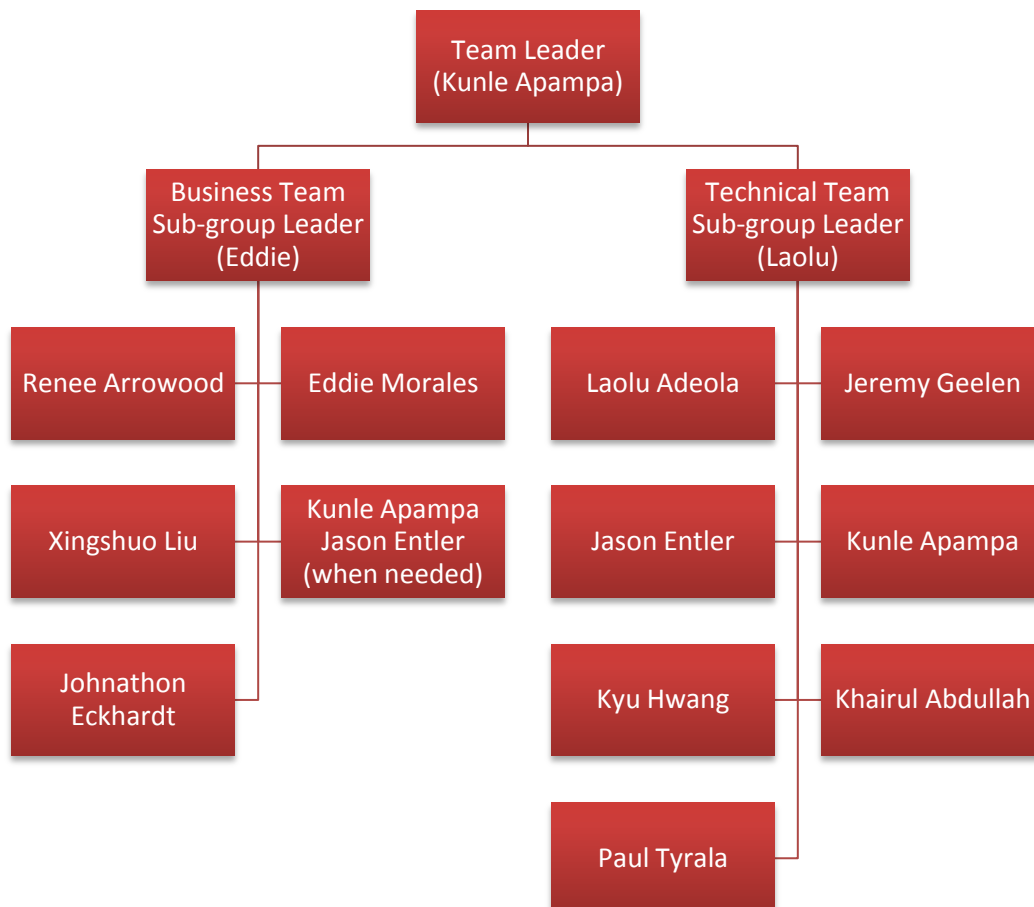 Team Leader
(Kunle Apampa)
Business Team
Sub-group Leader
(Eddie)
Technical Team
Sub-group Leader
(Laolu)
Renee Arrowood
Eddie Morales
Laolu Adeola
Jeremy Geelen
Xingshuo Liu
Kunle Apampa
Jason Entler
(when needed)
Jason Entler
Kunle Apampa
Johnathon
Eckhardt
Kyu Hwang
Khairul Abdullah
Paul Tyrala